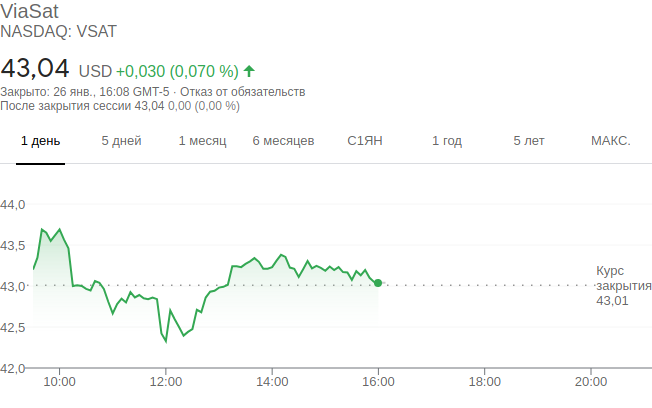 ViaSat
NASDAQ: VSAT
43,04 USD +0,030 (0,070 %)
Закрыто: 26 янв., 16:08 GMT-5 · Отказ от обязательств
После закрытия сессии 43,04 0,00 (0,00 %)
1 день 5 дней 1 месяц 6 месяцев С1ЯН 1 год 5 лет МАКС.
44,0
43,5
43,0
42,5
42,0
Курс
закрытия
43,01
10:00 12:00 14:00 16:00 18:00 20:00